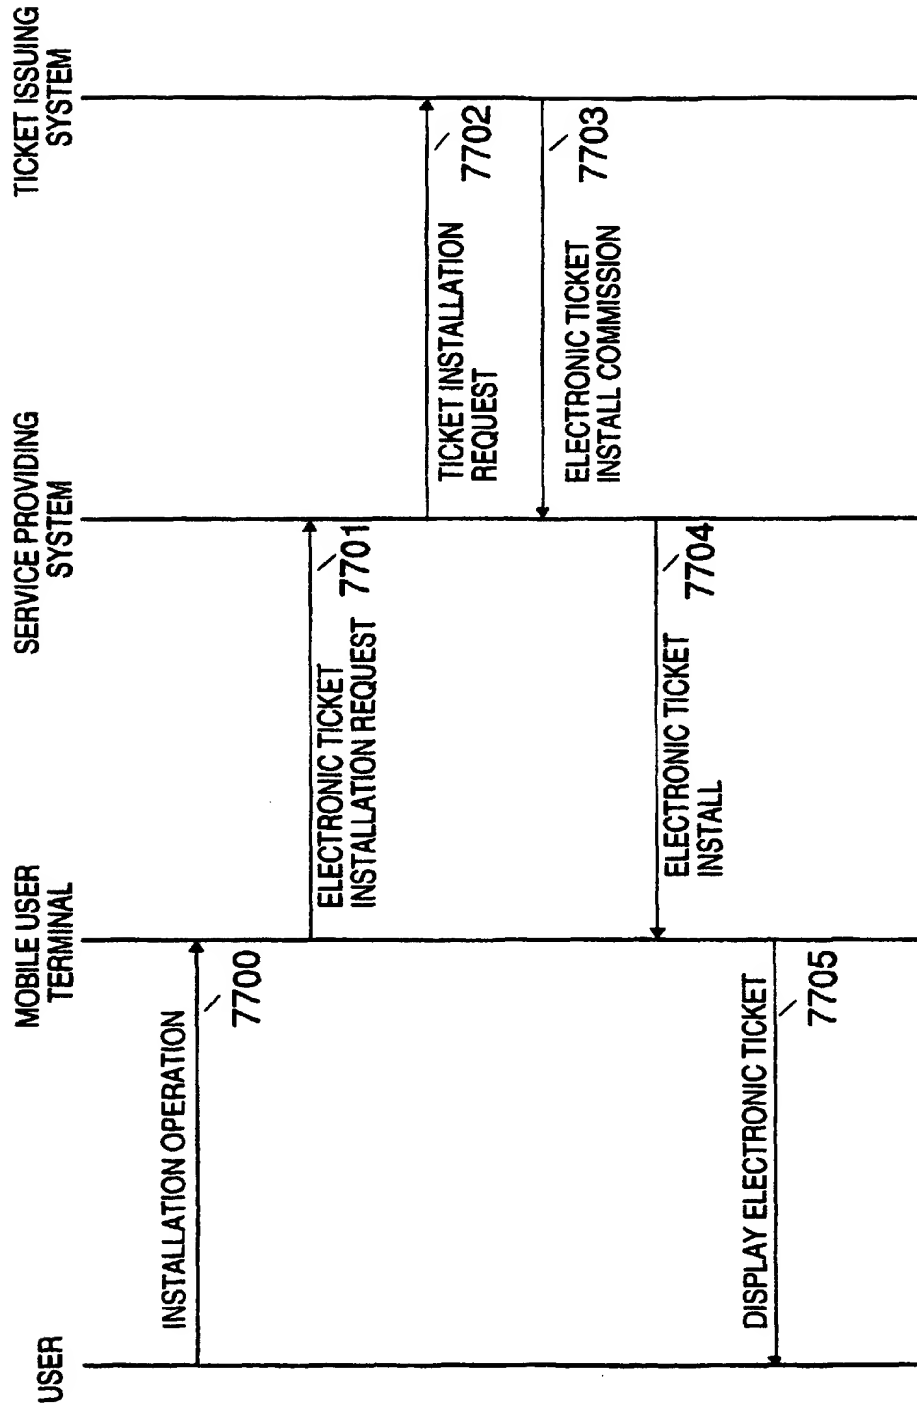 USER
MOBILE USER
TERMINAL
SERVICE PROVIDING
SYSTEM
TICKET ISSUING
SYSTEM
INSTALLATION OPERATION
7700
ELECTRONIC TICKET
INSTALLATION REQUEST
7701
TICKET INSTALLATION
REQUEST
7702
ELECTRONIC TICKET
INSTALL COMMISSION
7703
ELECTRONIC TICKET
INSTALL
7704
DISPLAY ELECTRONIC TICKET
7705